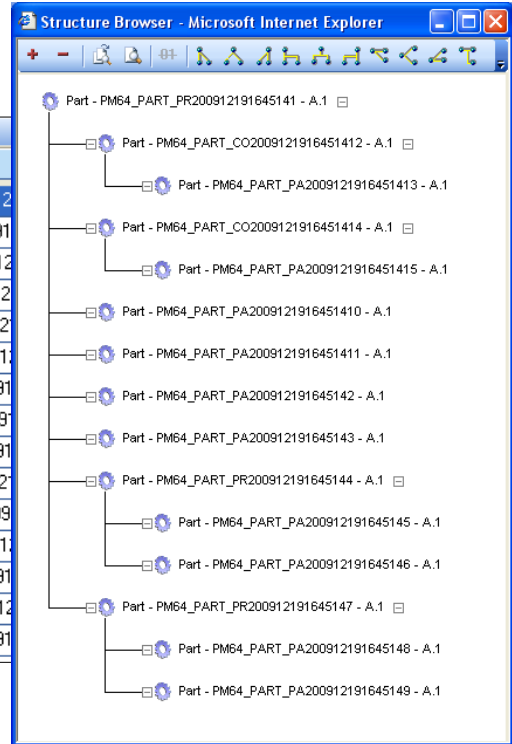 Structure Browser - Microsoft Internet Explorer
Part - PM64_PART_PR200912191645141 - A.1
Part - PM64_PART_CO2009121916451412 - A.1
Part - PM64_PART_PA2009121916451413 - A.1
Part - PM64_PART_CO2009121916451414 - A.1
Part - PM64_PART_PA2009121916451415 - A.1
Part - PM64_PART_PA2009121916451410 - A.1
Part - PM64_PART_PA2009121916451411 - A.1
Part - PM64_PART_PA200912191645142 - A.1
Part - PM64_PART_PA200912191645143 - A.1
Part - PM64_PART_PR200912191645144 - A.1
Part - PM64_PART_PA200912191645145 - A.1
Part - PM64_PART_PA200912191645146 - A.1
Part - PM64_PART_PR200912191645147 - A.1
Part - PM64_PART_PA200912191645148 - A.1
Part - PM64_PART_PA200912191645149 - A.1